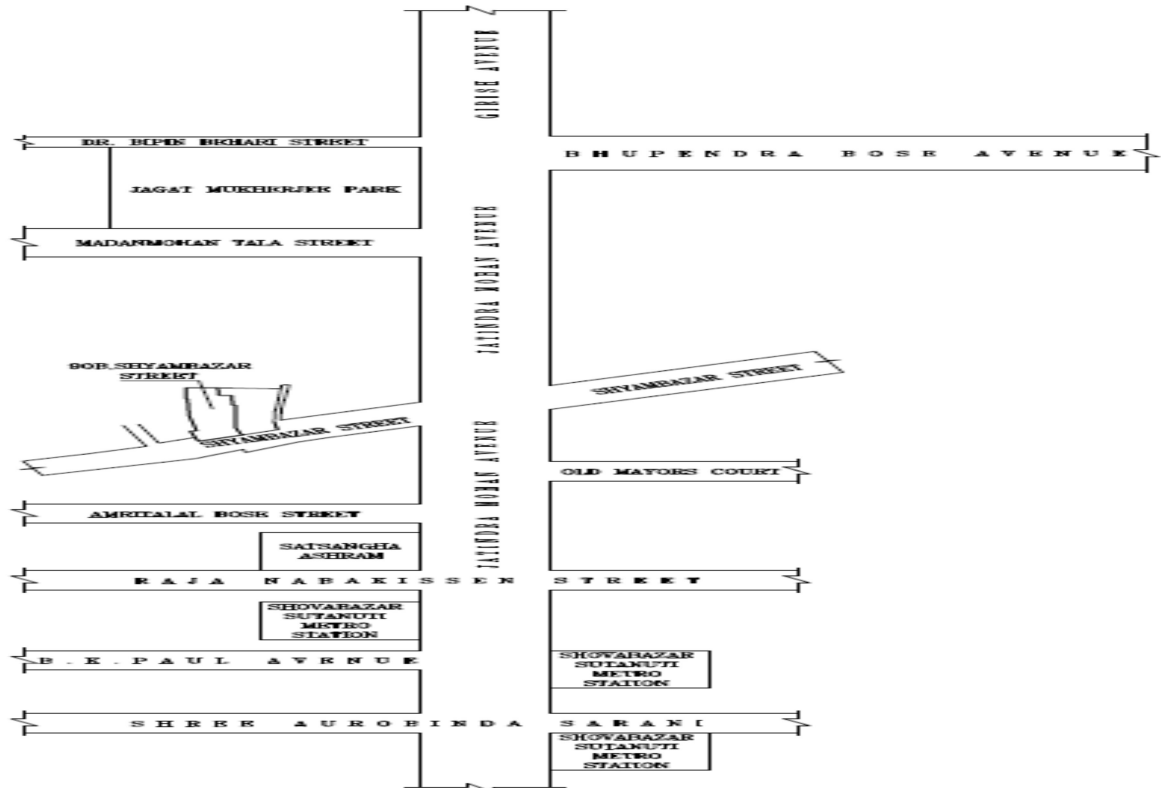 GIRISH AVENUE
DR. BIPIN BEHARI STREET
BHUPENDRA BOSE AVENUE
JAGAT MUKHERJEE PARK
MADANMOHAN TALA STREET
JATINDRA MOHAN AVENUE
90B, SHYAMBAZAR
STREET
SHYAMBAZAR STREET
SHYAMBAZAR STREET
JATINDRA MOHAN AVENUE
OLD MAYORS COURT
AMRITALAL BOSE STREET
SATSANGHA
ASHRAM
RAJA NABAKISSEN STREET
SHOVABAZAR
SUTANUTI
METRO
STATION
B.K.PAUL AVENUE
SHOVABAZAR
SUTANUTI
METRO
STATION
SHREE AUROBINDA SARANI
SHOVABAZAR
SUTANUTI
METRO
STATION